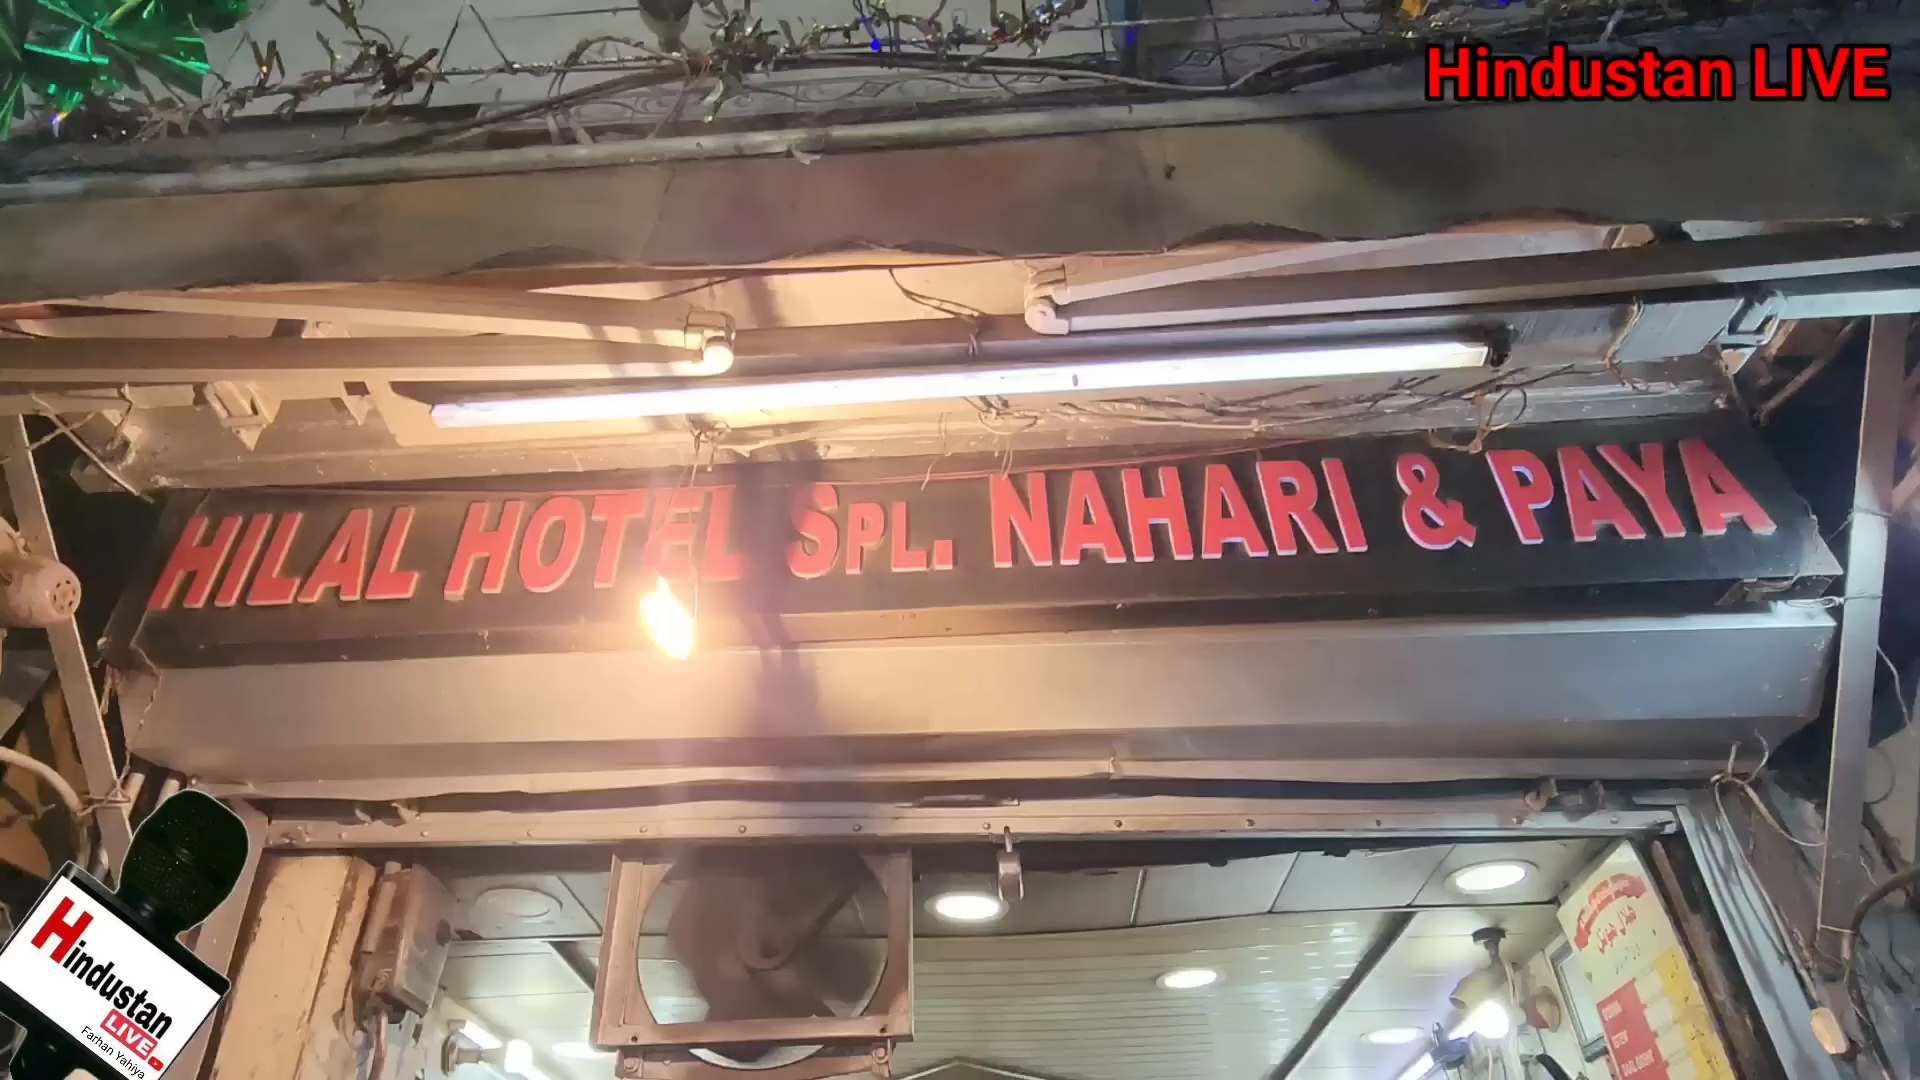 Hindustan LIVE
HILAL HOTEL SPL. NAHARI & PAYA
Hindustan
LIVE
Farhan Yahiya